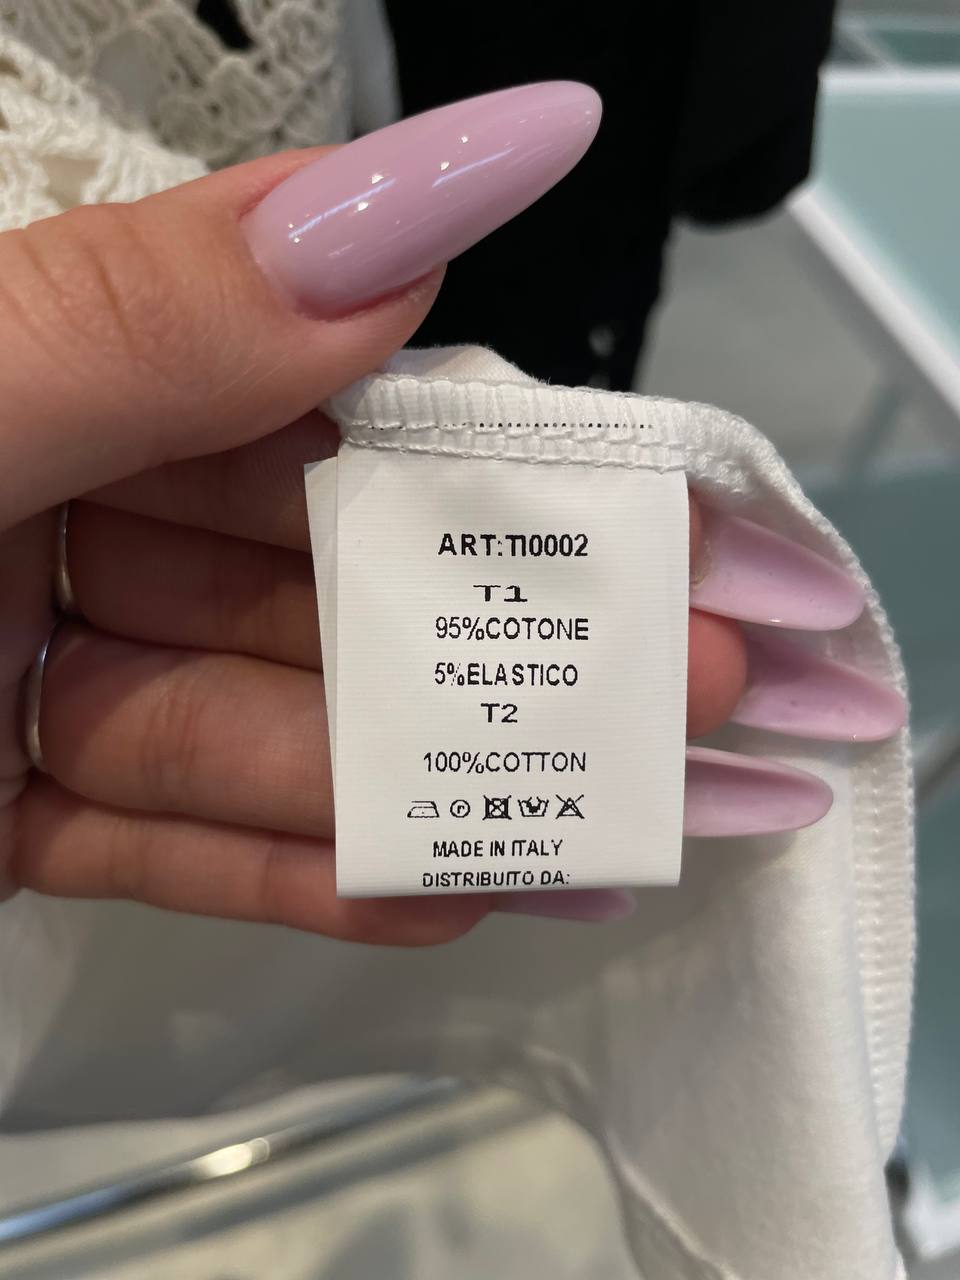 ART:TI0002
T1
95%COTONE
5%ELASTICO
T2
100%COTTON
MADE IN ITALY
DISTRIBUITO DA: